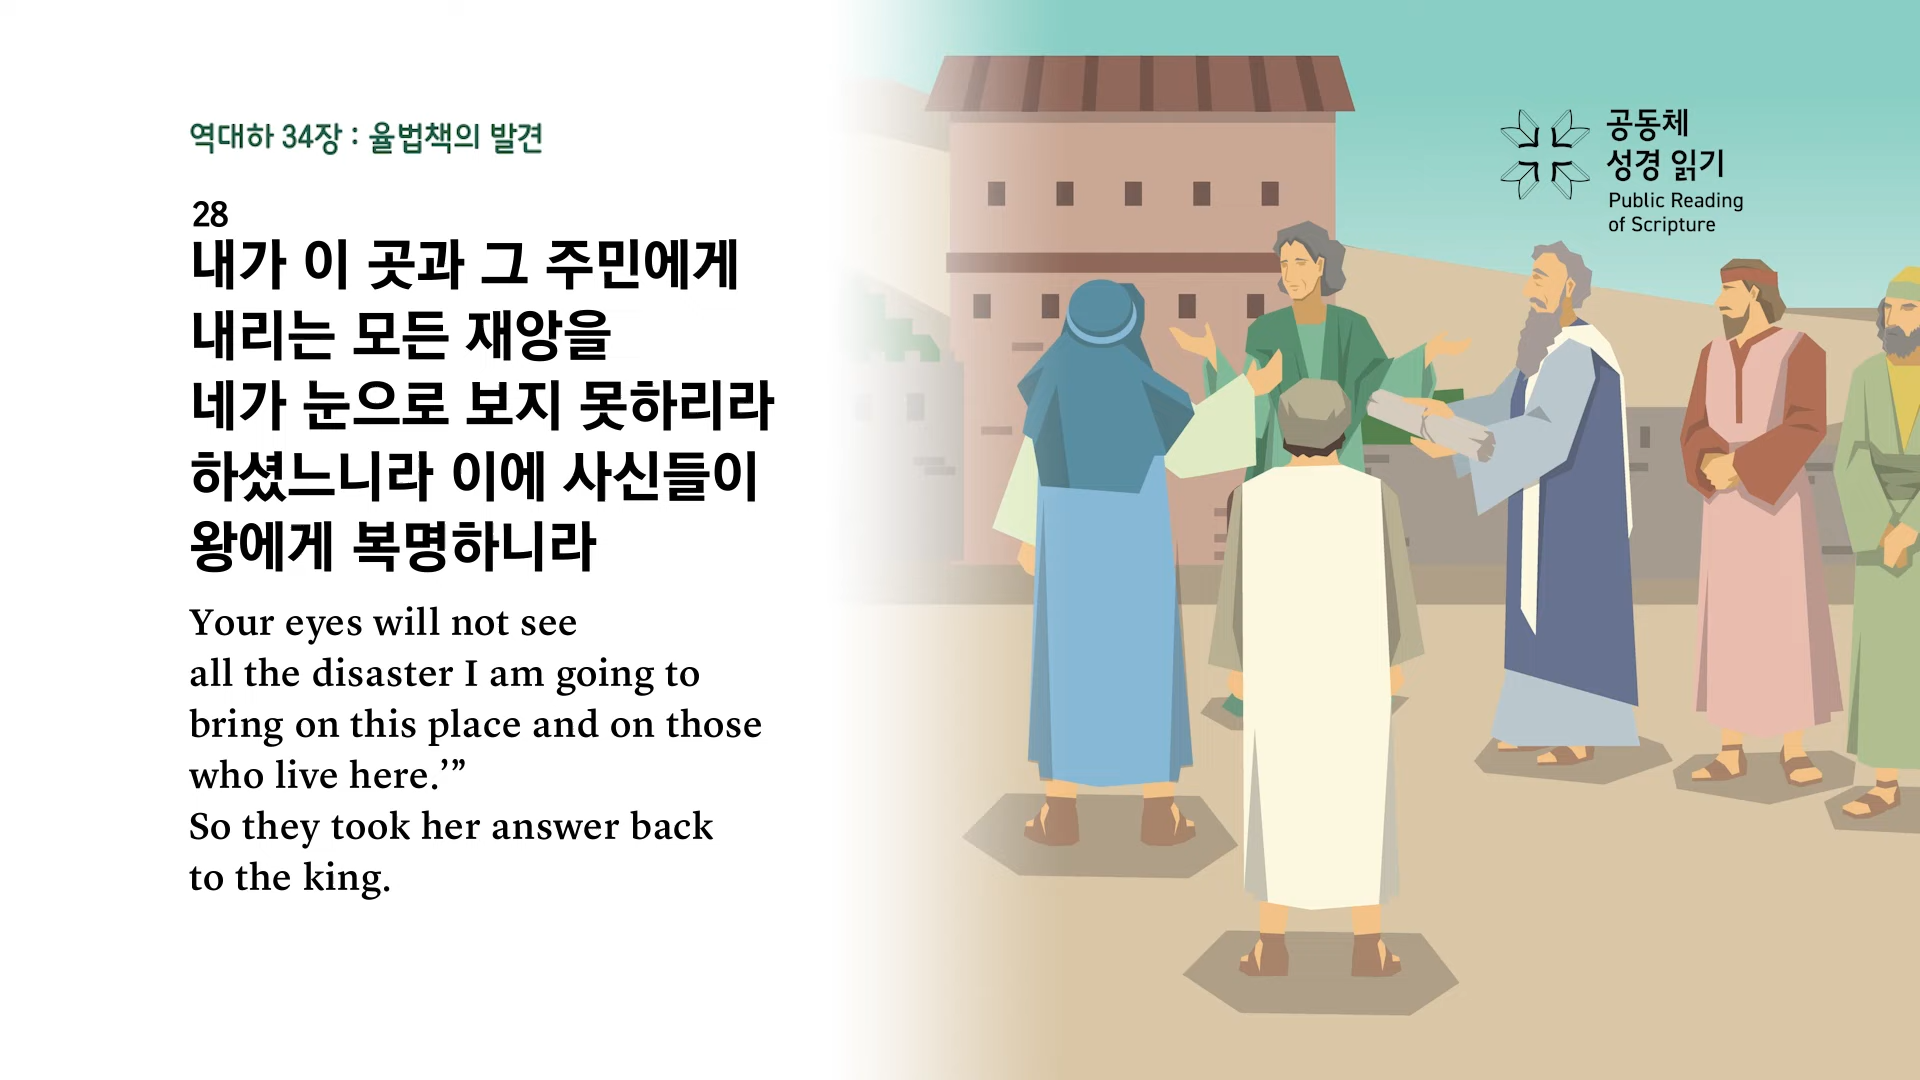 역대하 34장 : 율법책의 발견
28
내가 이 곳과 그 주민에게
내리는 모든 재앙을
네가 눈으로 보지 못하리라
하셨느니라 이에 사신들이
왕에게 복명하니라
Your eyes will not see
all the disaster I am going to
bring on this place and on those
who live here.’”
So they took her answer back
to the king.
공동체
성경 읽기
Public Reading
of Scripture